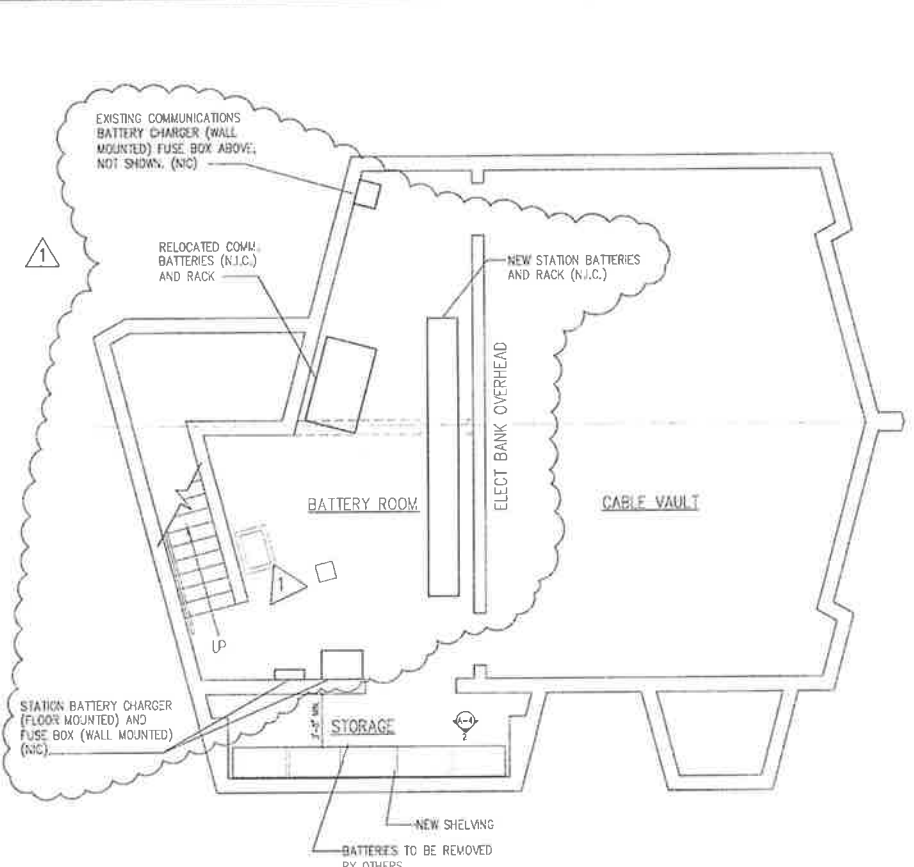 EXISTING COMMUNICATIONS
BATTERY CHARGER (WALL
MOUNTED) FUSE BOX ABOVE,
NOT SHOWN. (NIC)
1
RELOCATED COMM.
BATTERIES (N.I.C.)
AND RACK
NEW STATION BATTERIES
AND RACK (N.I.C.)
ELECT BANK OVERHEAD
BATTERY ROOM
CABLE VAULT
1
UP
STATION BATTERY CHARGER
(FLOOR MOUNTED) AND
FUSE BOX (WALL MOUNTED)
(NIC)
STORAGE
A-4
2
NEW SHELVING
BATTERIES TO BE REMOVED
BY OTHERS